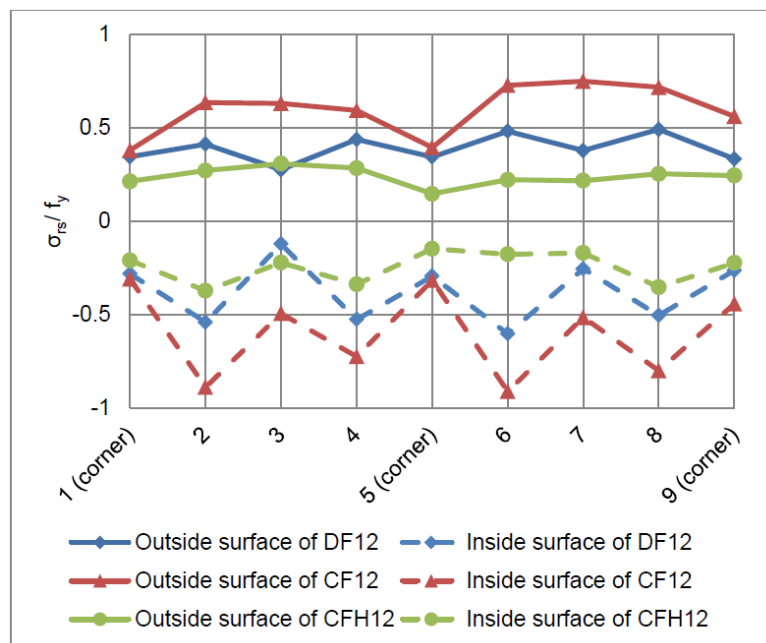 1
0.5
0
-0.5
-1
σrs/ fy
1 (corner)
2
3
4
5 (corner)
6
7
8
9 (corner)
Outside surface of DF12
Inside surface of DF12
Outside surface of CF12
Inside surface of CF12
Outside surface of CFH12
Inside surface of CFH12